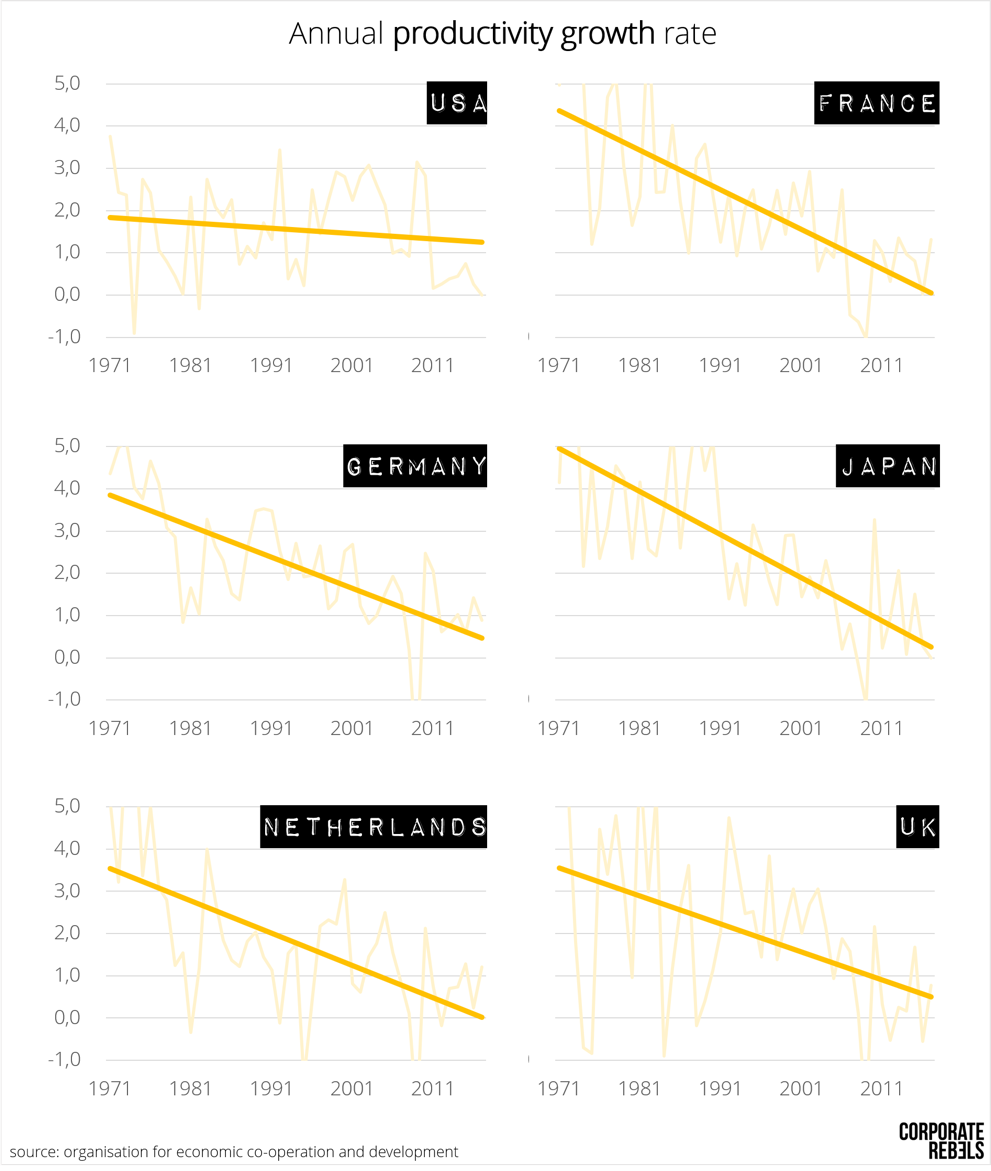 Annual productivity growth rate
USA
5,0
4,0
3,0
2,0
1,0
0,0
-1,0
1971 1981 1991 2001 2011
FRANCE
1971 1981 1991 2001 2011
GERMANY
5,0
4,0
3,0
2,0
1,0
0,0
-1,0
1971 1981 1991 2001 2011
JAPAN
1971 1981 1991 2001 2011
NETHERLANDS
5,0
4,0
3,0
2,0
1,0
0,0
-1,0
1971 1981 1991 2001 2011
UK
1971 1981 1991 2001 2011
source: organisation for economic co-operation and development
CORPORATE
REBELS